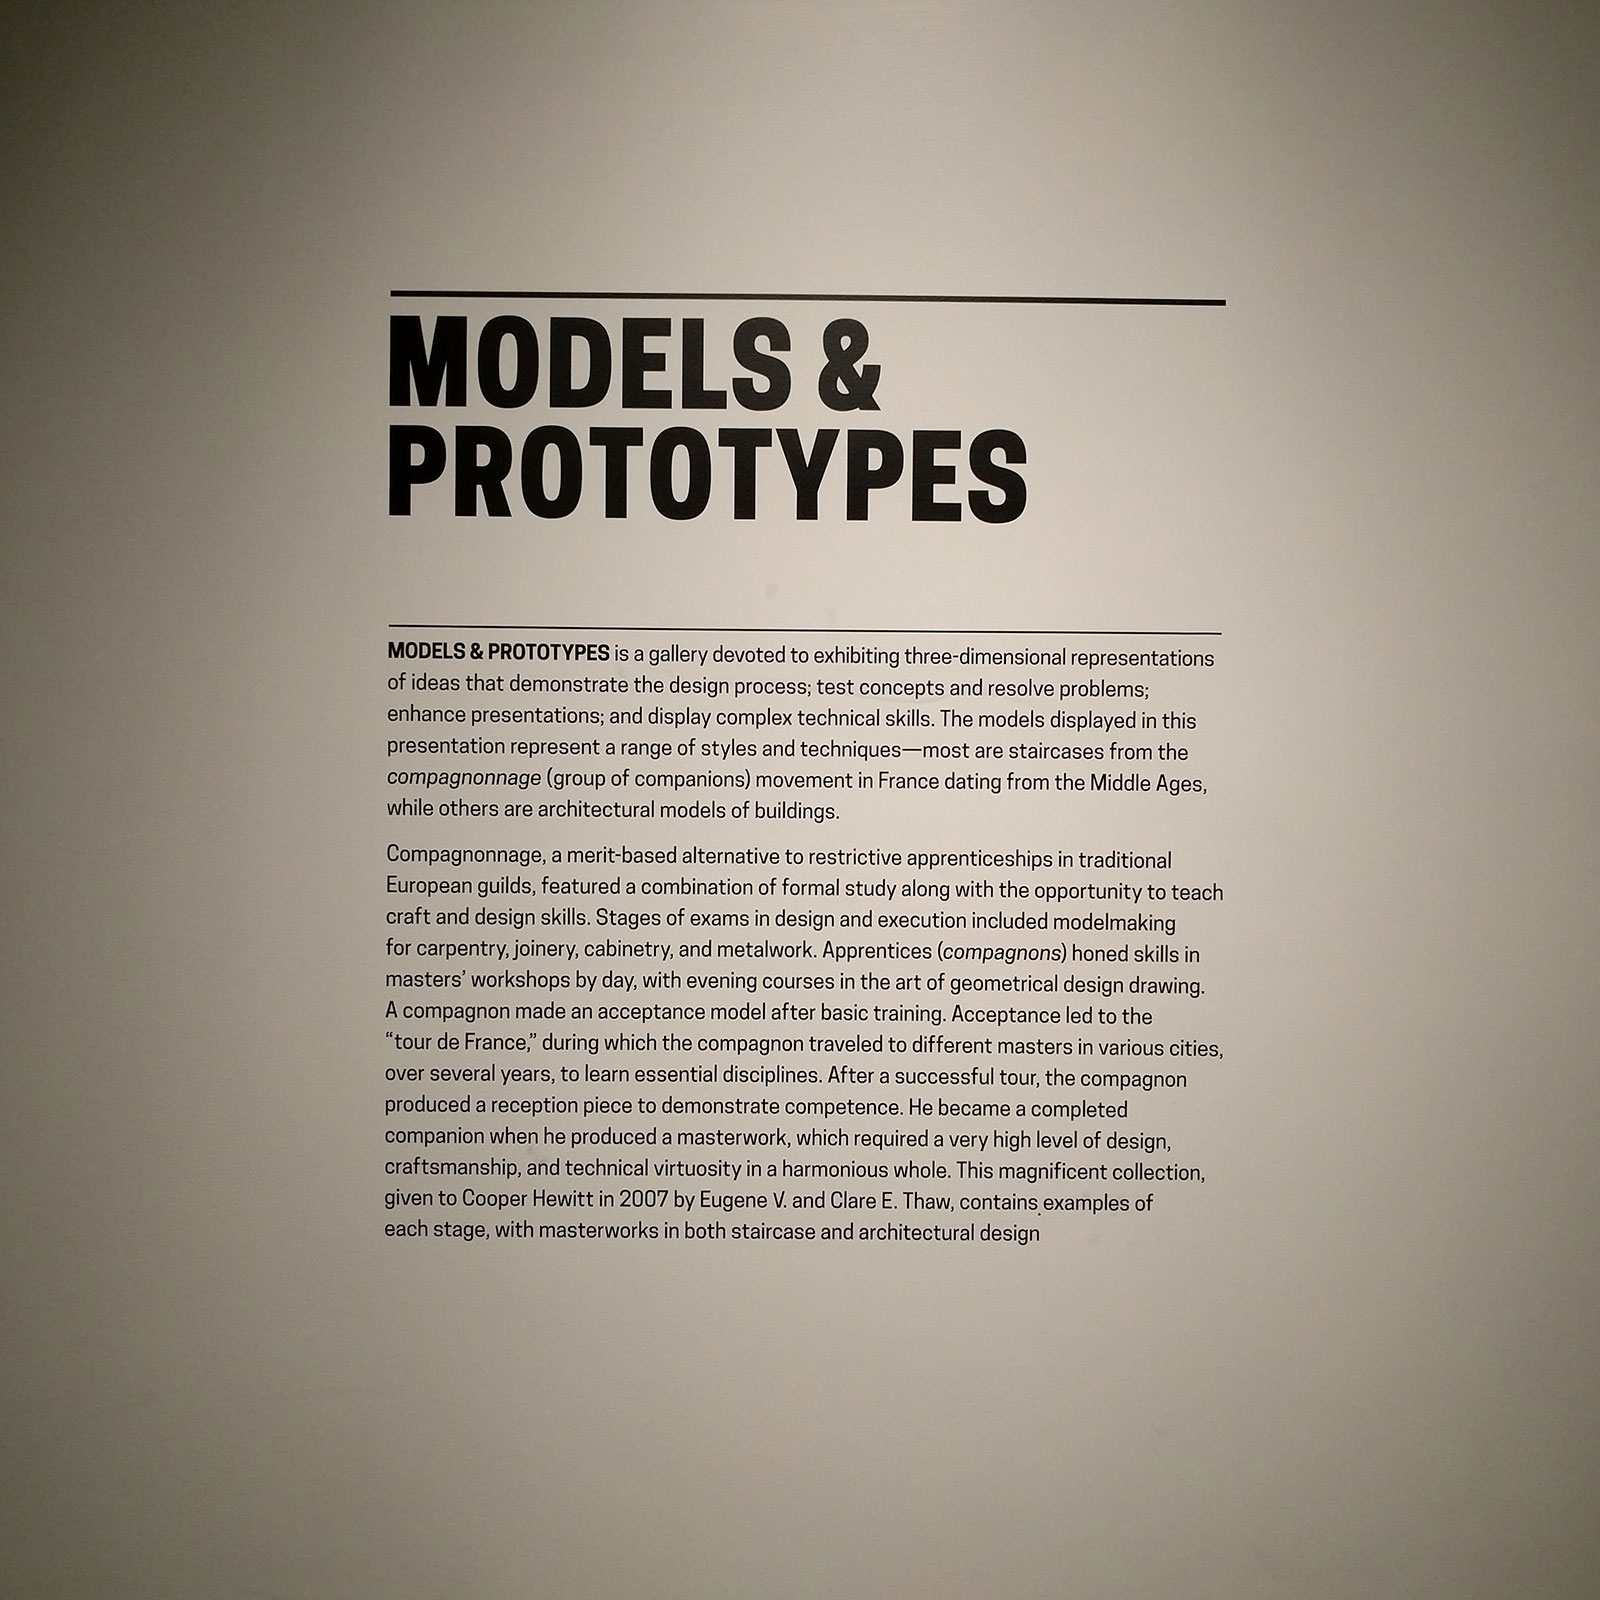 MODELS &
PROTOTYPES
MODELS & PROTOTYPES is a gallery devoted to exhibiting three-dimensional representations
of ideas that demonstrate the design process; test concepts and resolve problems;
enhance presentations; and display complex technical skills. The models displayed in this
presentation represent a range of styles and techniques—most are staircases from the
compagnonnage (group of companions) movement in France dating from the Middle Ages,
while others are architectural models of buildings.
Compagnonnage, a merit-based alternative to restrictive apprenticeships in traditional
European guilds, featured a combination of formal study along with the opportunity to teach
craft and design skills. Stages of exams in design and execution included modelmaking
for carpentry, joinery, cabinetry, and metalwork. Apprentices (compagnons) honed skills in
masters’ workshops by day, with evening courses in the art of geometrical design drawing.
A compagnon made an acceptance model after basic training. Acceptance led to the
“tour de France,” during which the compagnon traveled to different masters in various cities,
over several years, to learn essential disciplines. After a successful tour, the compagnon
produced a reception piece to demonstrate competence. He became a completed
companion when he produced a masterwork, which required a very high level of design,
craftsmanship, and technical virtuosity in a harmonious whole. This magnificent collection,
given to Cooper Hewitt in 2007 by Eugene V. and Clare E. Thaw, contains examples of
each stage, with masterworks in both staircase and architectural design